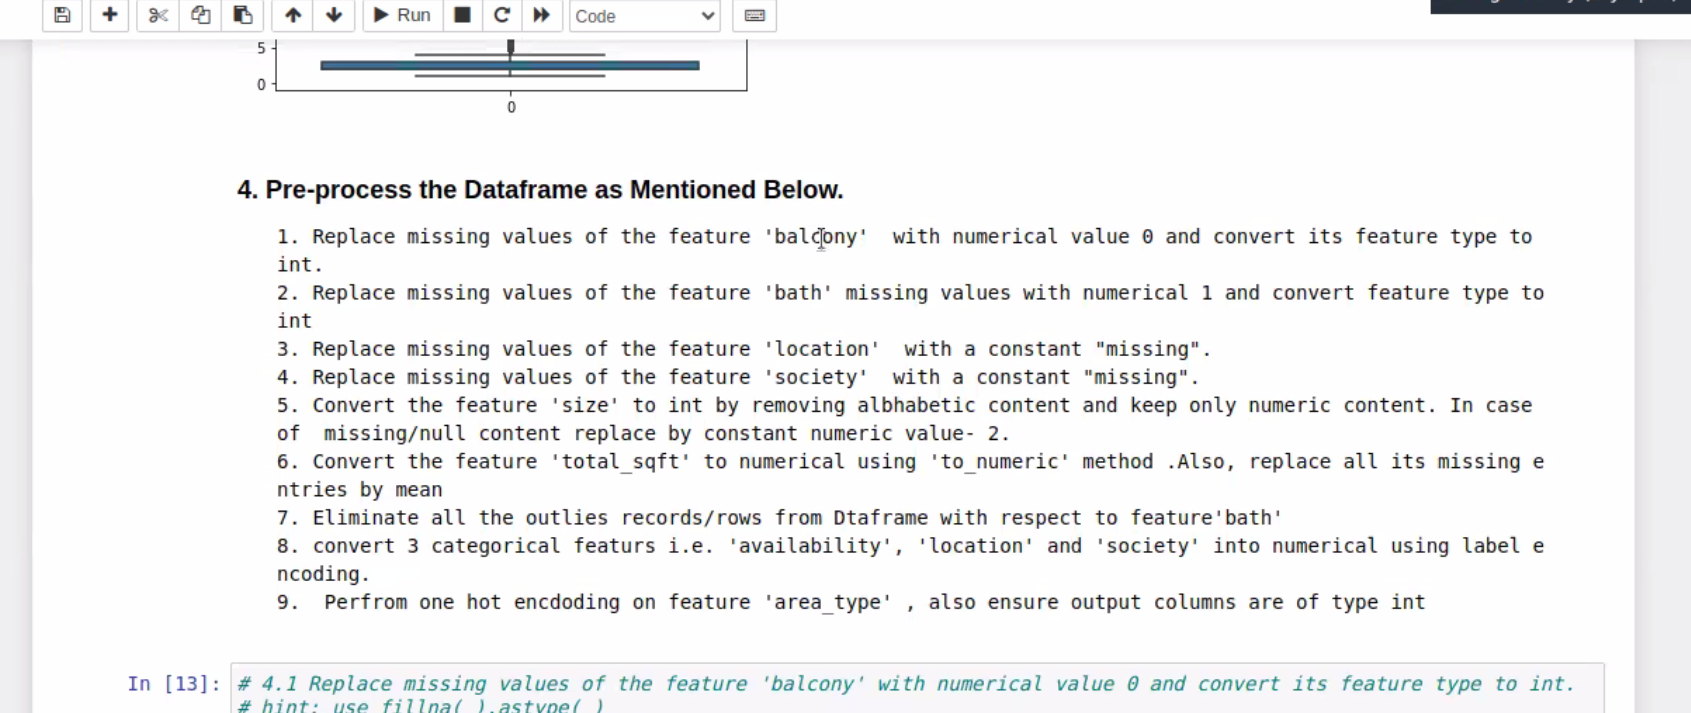 Run
Code
5
0
0
4. Pre-process the Dataframe as Mentioned Below.
1. Replace missing values of the feature 'balcony'  with numerical value 0 and convert its feature type to
int.
2. Replace missing values of the feature 'bath' missing values with numerical 1 and convert feature type to
int
3. Replace missing values of the feature 'location'  with a constant "missing".
4. Replace missing values of the feature 'society'  with a constant "missing".
5. Convert the feature 'size' to int by removing albhabetic content and keep only numeric content. In case
of  missing/null content replace by constant numeric value- 2.
6. Convert the feature 'total_sqft' to numerical using 'to_numeric' method .Also, replace all its missing e
ntries by mean
7. Eliminate all the outlies records/rows from Dtaframe with respect to feature'bath'
8. convert 3 categorical featurs i.e. 'availability', 'location' and 'society' into numerical using label e
ncoding.
9.  Perfrom one hot encdoding on feature 'area_type' , also ensure output columns are of type int
In [13]:
# 4.1 Replace missing values of the feature 'balcony' with numerical value 0 and convert its feature type to int.
# hint: use fillna( ).astype( )